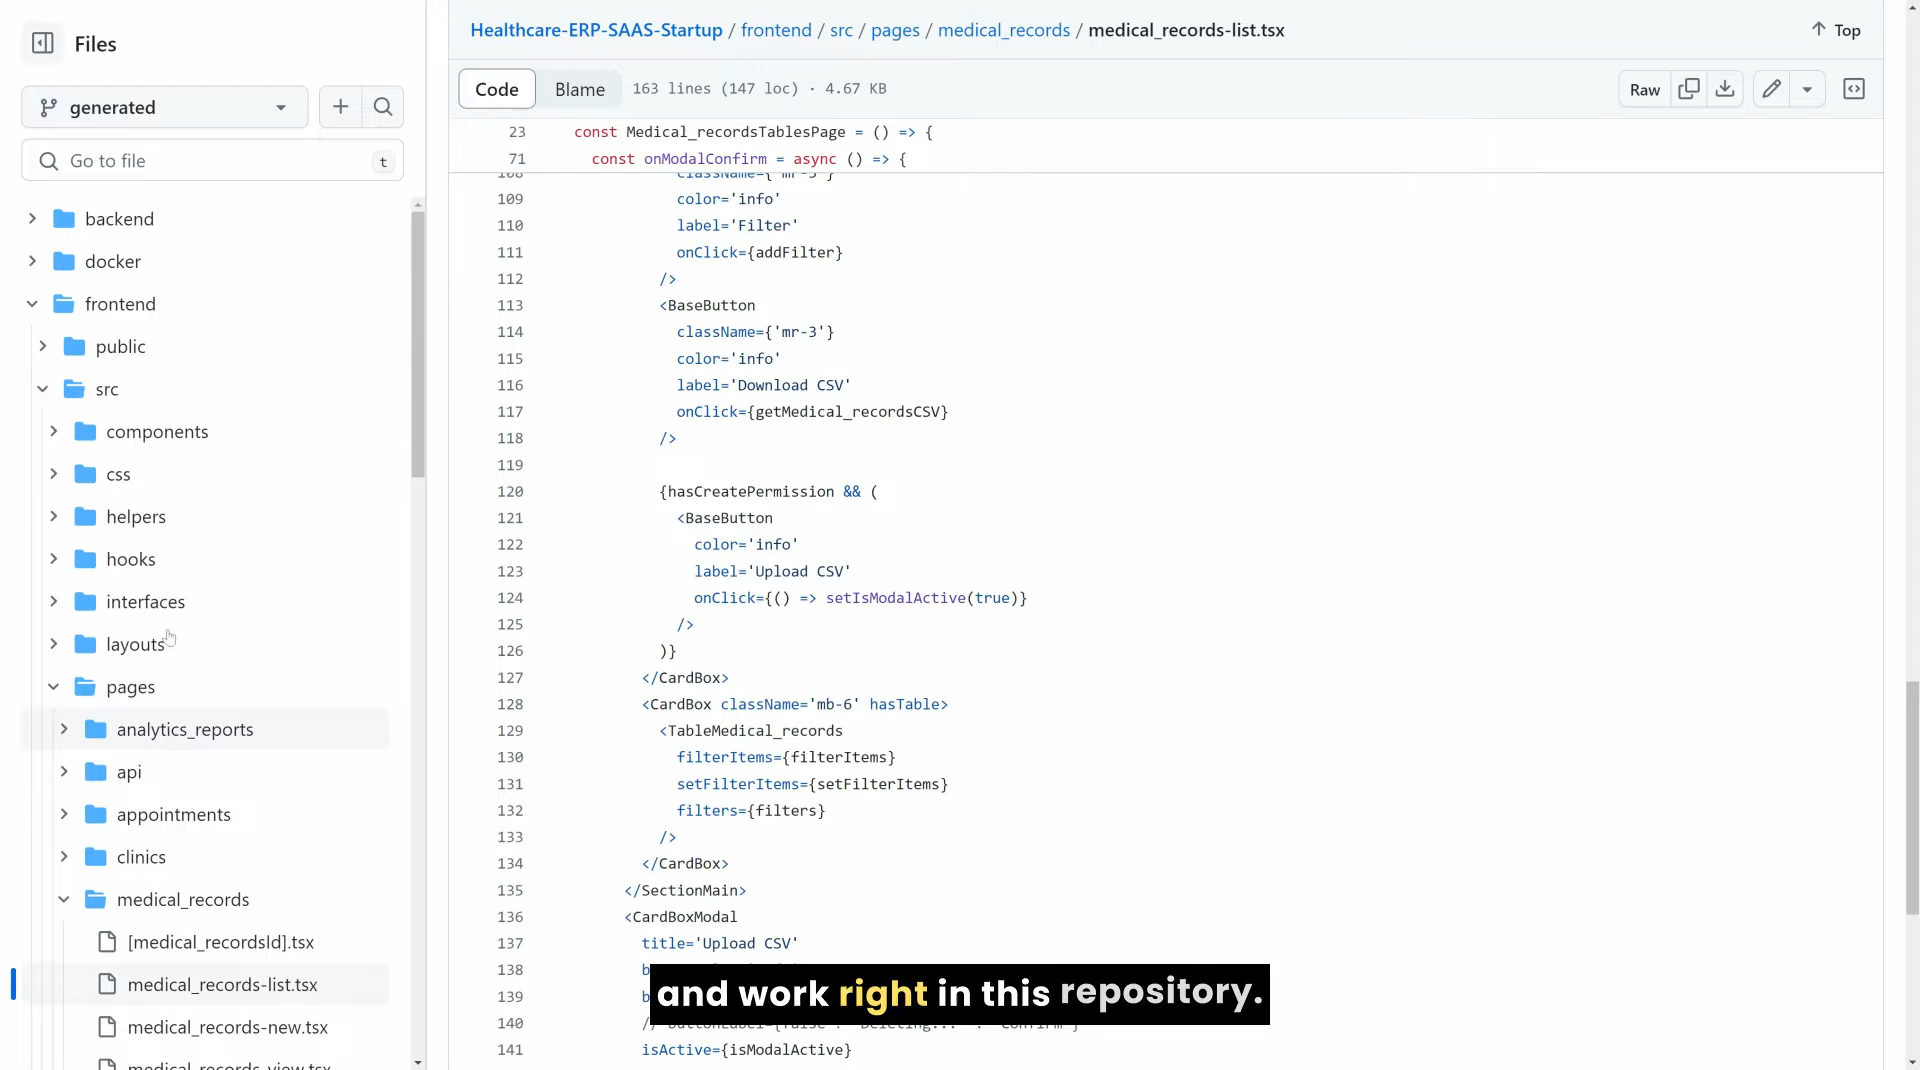 Files
generated
Go to file
t
backend
docker
frontend
public
src
components
css
helpers
hooks
interfaces
layouts
pages
analytics_reports
api
appointments
clinics
medical_records
[medical_recordsId].tsx
medical_records-list.tsx
medical_records-new.tsx
medical_records-view.tsx
Healthcare-ERP-SAAS-Startup / frontend / src / pages / medical_records / medical_records-list.tsx
Top
Code Blame 163 lines (147 loc) · 4.67 KB
Raw
23 const Medical_recordsTablesPage = () => {
71 const onModalConfirm = async () => {
108 className={'mr-3'}
109 color='info'
110 label='Filter'
111 onClick={addFilter}
112 />
113 <BaseButton
114 className={'mr-3'}
115 color='info'
116 label='Download CSV'
117 onClick={getMedical_recordsCSV}
118 />
119
120 {hasCreatePermission && (
121 <BaseButton
122 color='info'
123 label='Upload CSV'
124 onClick={() => setIsModalActive(true)}
125 />
126 )}
127 </CardBox>
128 <CardBox className='mb-6' hasTable>
129 <TableMedical_records
130 filterItems={filterItems}
131 setFilterItems={setFilterItems}
132 filters={filters}
133 />
134 </CardBox>
135 </SectionMain>
136 <CardBoxModal
137 title='Upload CSV'
138 b
139 b
140
141 isActive={isModalActive}
and work right in this repository.